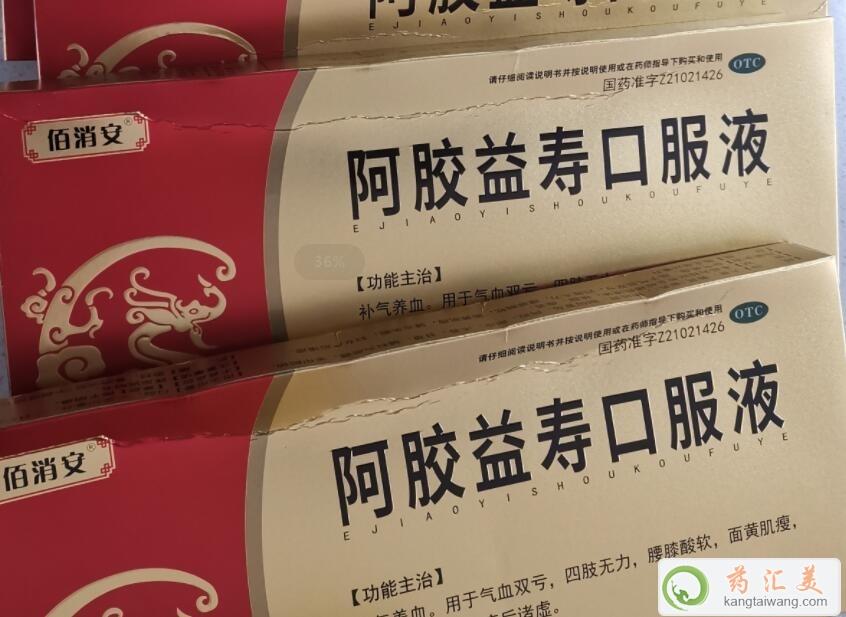 EJIAOYISHOUKOUFUYE
佰消安®
请仔细阅读说明书并按说明使用或在药师指导下购买和使用
OTC
国药准字Z21021426
阿胶益寿口服液
EJIAOYISHOUKOUFUYE
36%
【功能主治】
补气养血。用于气血双亏
佰消安®
请仔细阅读说明书并按说明使用或在药师指导下购买和使用
OTC
国药准字Z21021426
阿胶益寿口服液
EJIAOYISHOUKOUFUYE
【功能主治】
养血。用于气血双亏，四肢无力，腰膝酸软，面黄肌瘦，
后诸虚。
药汇美
kangtaiwang.com